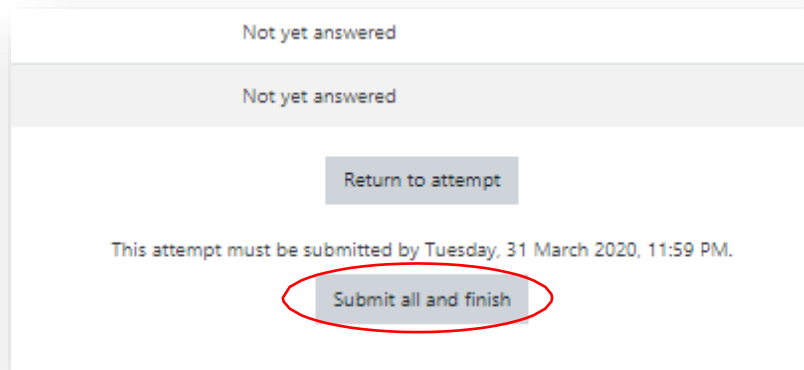 Not yet answered
Not yet answered
Return to attempt
This attempt must be submitted by Tuesday, 31 March 2020, 11:59 PM.
Submit all and finish